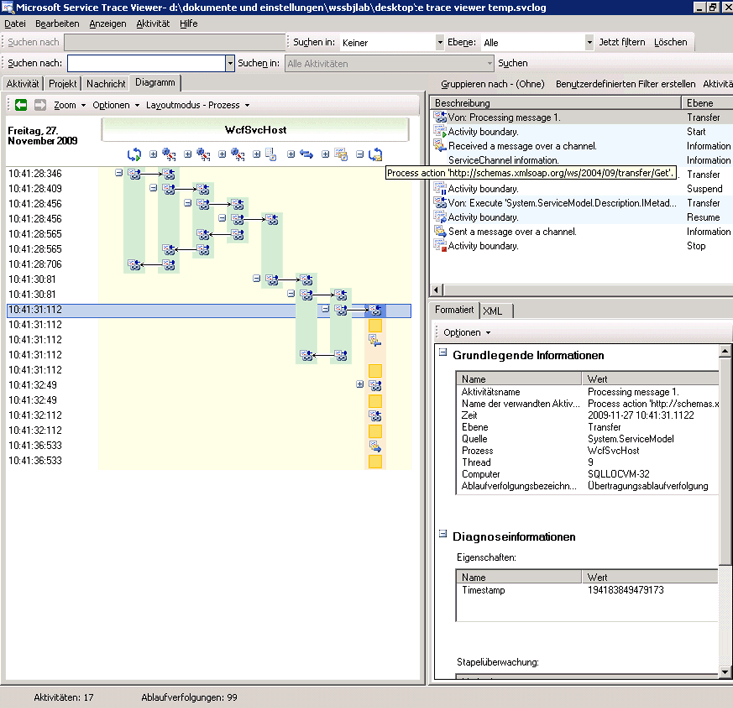 Microsoft Service Trace Viewer- d:\dokumente und einstellungen\wssbjlab\desktop\e trace viewer temp.svclog
Datei Bearbeiten Anzeigen Aktivität Hilfe
Suchen nach Suchen in: Keiner Ebene: Alle Jetzt filtern Löschen
Suchen nach: Suchen in: Alle Aktivitäten Suchen
Aktivität Projekt Nachricht Diagramm
Gruppieren nach - (Ohne) Benutzerdefinierten Filter erstellen Aktivitä
Zoom Optionen Layoutmodus - Prozess
Freitag, 27.
November 2009
WcfSvcHost
10:41:28:346
10:41:28:409
10:41:28:456
10:41:28:456
10:41:28:565
10:41:28:565
10:41:28:706
10:41:30:81
10:41:30:81
10:41:31:112
10:41:31:112
10:41:31:112
10:41:31:112
10:41:31:112
10:41:32:49
10:41:32:49
10:41:32:112
10:41:32:112
10:41:36:533
10:41:36:533
Process action 'http://schemas.xmlsoap.org/ws/2004/09/transfer/Get'.
Beschreibung Ebene
Von: Processing message 1. Transfer
Activity boundary. Start
Received a message over a channel. Information
ServiceChannel information. Information
Transfer
Activity boundary. Suspend
Von: Execute 'System.ServiceModel.Description.IMetad... Transfer
Activity boundary. Resume
Sent a message over a channel. Information
Activity boundary. Stop
Formatiert XML
Optionen
Grundlegende Informationen
Name Wert
Aktivitätsname Processing message 1.
Name der verwandten Aktiv... Process action 'http://schemas.x
Zeit 2009-11-27 10:41:31.1122
Ebene Transfer
Quelle System.ServiceModel
Prozess WcfSvcHost
Thread 9
Computer SQLLOCVM-32
Ablaufverfolgungsbezeichn... Übertragungsablaufverfolgung
Diagnoseinformationen
Eigenschaften:
Name Wert
Timestamp 194183849479173
Stapelüberwachung:
Aktivitäten: 17 Ablaufverfolgungen: 99